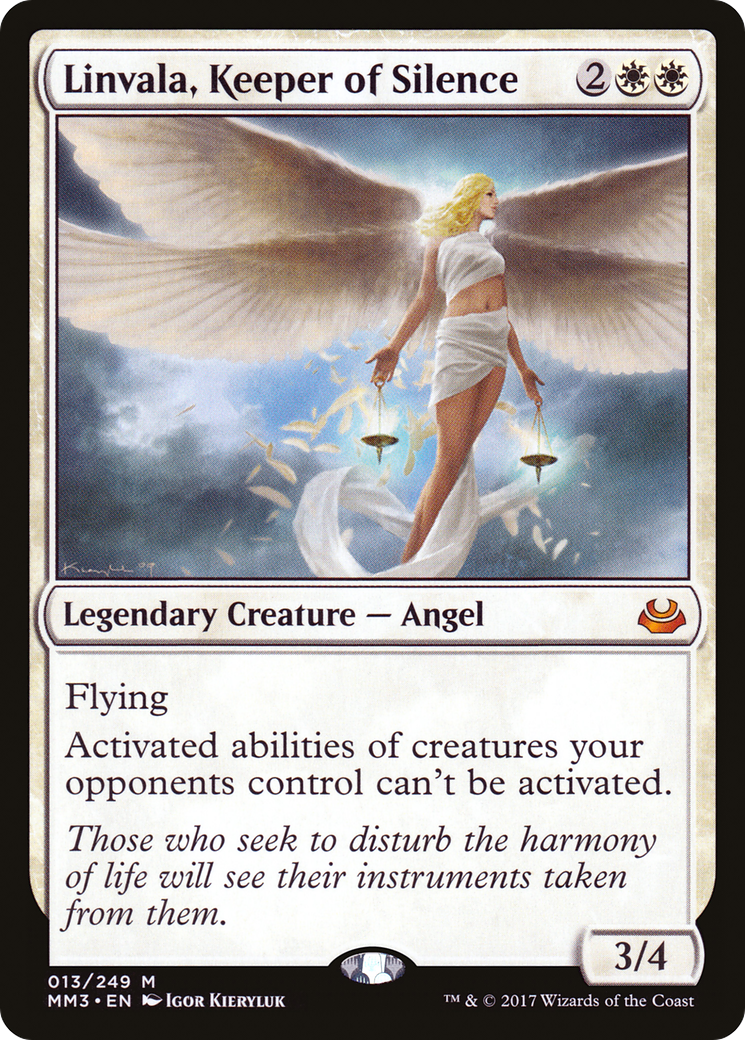 Linvala, Keeper of Silence 2
Legendary Creature — Angel
Flying
Activated abilities of creatures your
opponents control can't be activated.
Those who seek to disturb the harmony
of life will see their instruments taken
from them.
3/4
013/249 M
MM3 • EN Igor Kieryluk
™ & © 2017 Wizards of the Coast